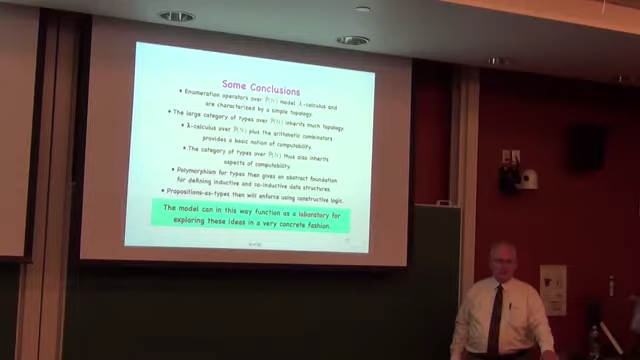 Some Conclusions
• Enumeration operators over P(N) model λ-calculus and
are characterized by a simple topology.
• The large category of types over P(N) inherits much topology.
• λ-calculus over P(N) plus the arithmetic combinators
provides a basic notion of computability.
• The category of types over P(N) thus also inherits
aspects of computability.
• Polymorphism for types then gives an abstract foundation
for defining inductive and co-inductive data structures.
• Propositions-as-types then will enforce using constructive logic.
The model can in this way function as a laboratory for
exploring these ideas in a very concrete fashion.